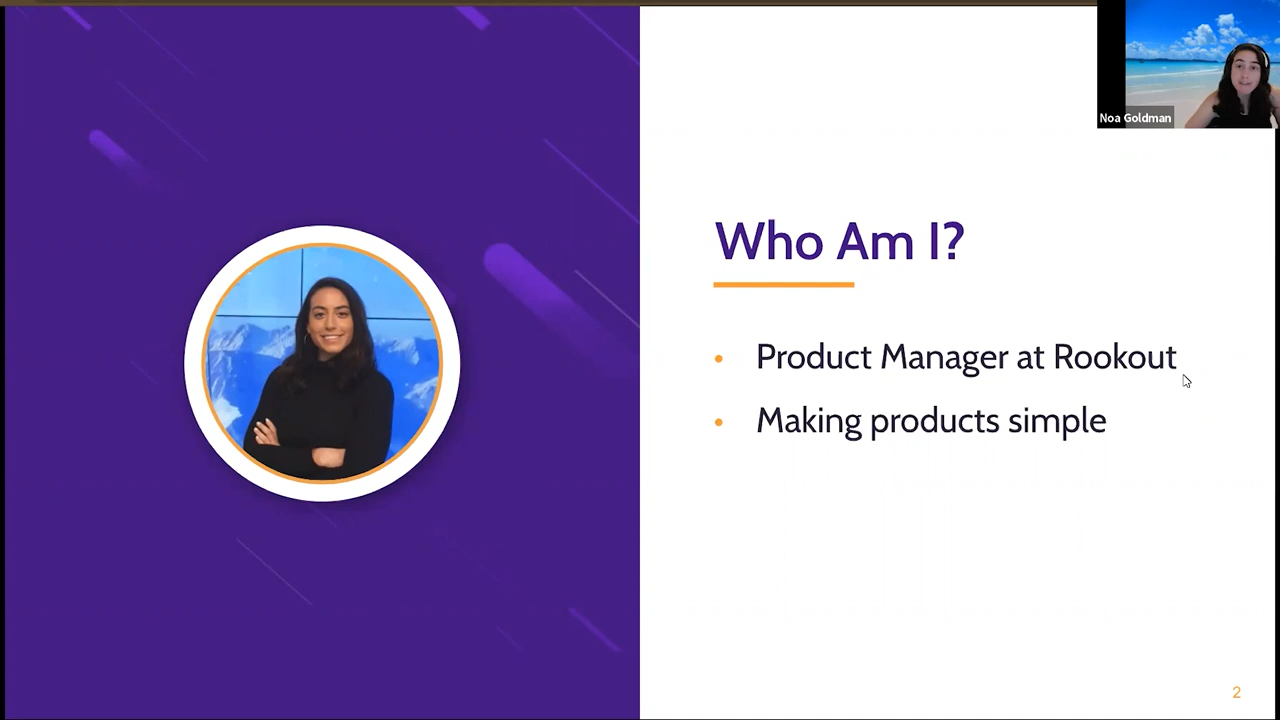 Noa Goldman
Who Am I?
• Product Manager at Rookout
• Making products simple
2